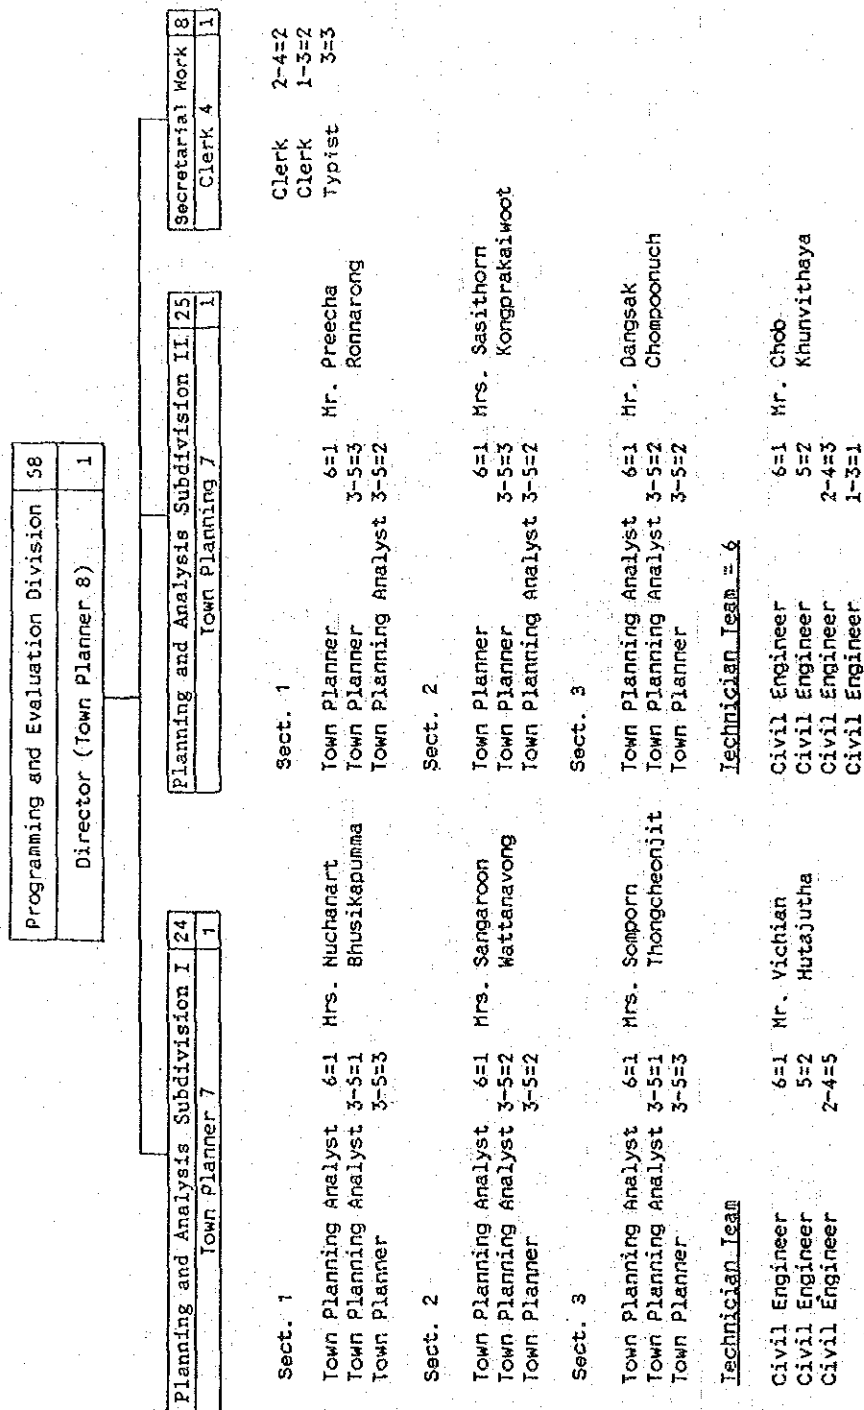 Programming and Evaluation Division 58
Director (Town Planner 8) 1
Planning and Analysis Subdivision I 24
Town Planner 7 1
Sect. 1
Town Planning Analyst 6=1 Mrs. Nuchanart
Town Planning Analyst 3-5=1 Bhusikapumma
Town Planner 3-5=3
Sect. 2
Town Planning Analyst 6=1 Mrs. Sangaroon
Town Planning Analyst 3-5=2 Wattanavong
Town Planner 3-5=2
Sect. 3
Town Planning Analyst 6=1 Mrs. Somporn
Town Planning Analyst 3-5=1 Thongcheonjit
Town Planner 3-5=3
Technician Team
Civil Engineer 6=1 Mr. Vichian
Civil Engineer 5=2 Hutajutha
Civil Engineer 2-4=5
Planning and Analysis Subdivision II 25
Town Planning 7 1
Sect. 1
Town Planner 6=1 Mr. Preecha
Town Planner 3-5=3 Ronnarong
Town Planning Analyst 3-5=2
Sect. 2
Town Planner 6=1 Mrs. Sasithorn
Town Planner 3-5=3 Kongprakaiwoot
Town Planning Analyst 3-5=2
Sect. 3
Town Planning Analyst 6=1 Mr. Dangsak
Town Planning Analyst 3-5=2 Chompoonuch
Town Planner 3-5=2
Technician Team = 6
Civil Engineer 6=1 Mr. Chob
Civil Engineer 5=2 Khunvithaya
Civil Engineer 2-4=3
Civil Engineer 1-3=1
Secretarial Work 8
Clerk 4 1
Clerk 2-4=2
Clerk 1-3=2
Typist 3=3